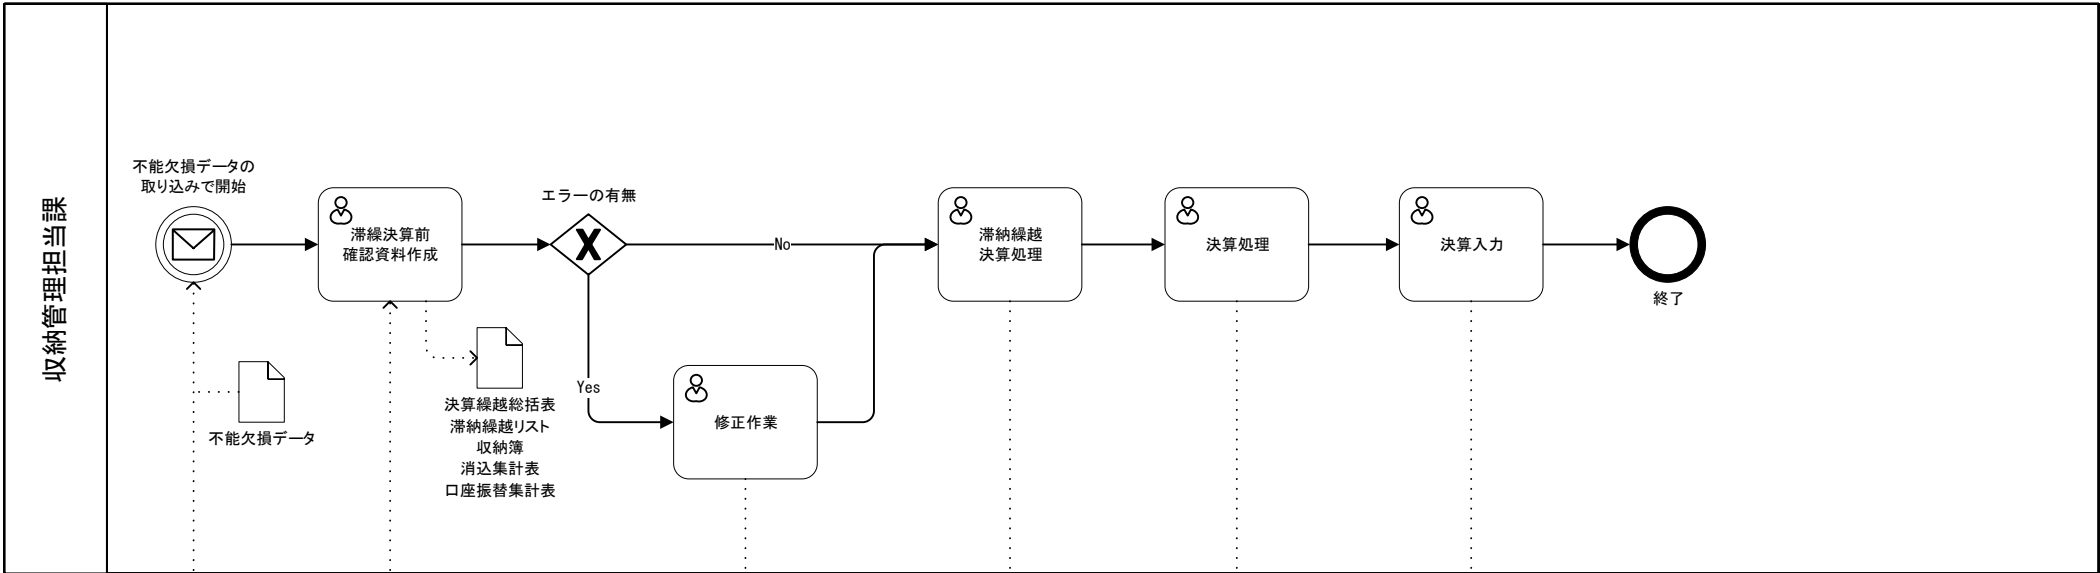 収納管理担当課
不能欠損データの
取り込みで開始
不能欠損データ
滞繰決算前
確認資料作成
決算繰越総括表
滞納繰越リスト
収納簿
消込集計表
口座振替集計表
エラーの有無
No
Yes
修正作業
滞納繰越
決算処理
決算処理
決算入力
終了